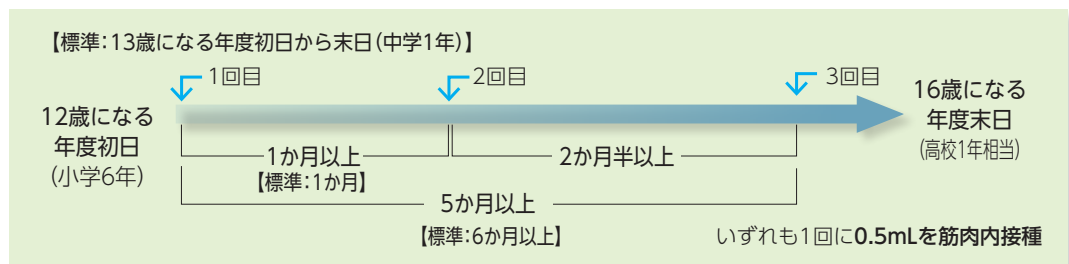 【標準:13歳になる年度初日から末日(中学1年)】
1回目
2回目
3回目
12歳になる
年度初日
(小学6年)
16歳になる
年度末日
(高校1年相当)
1か月以上
【標準:1か月】
2か月半以上
5か月以上
【標準:6か月以上】
いずれも1回に0.5mLを筋肉内接種